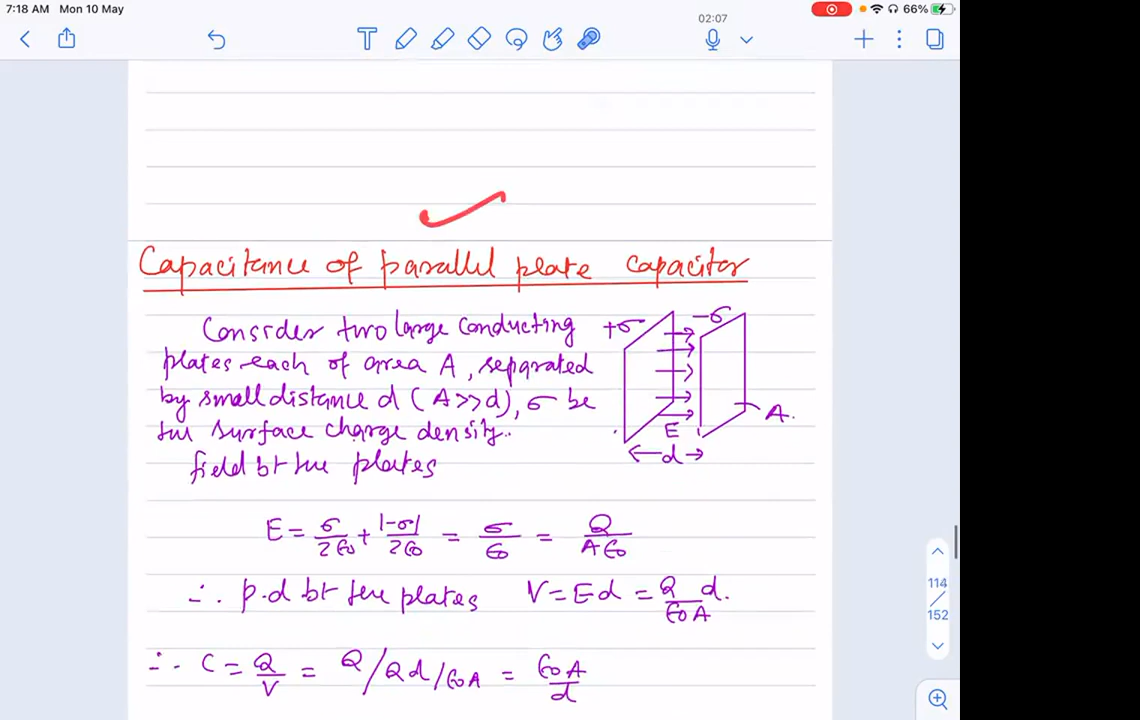 7:18 AM Mon 10 May
66%
02:07
Capacitance of parallel plate capacitor
Consider two large conducting
plates each of area A, separated
by small distance d (A>>d), σ be
the surface charge density.
field bt the plates
+σ
-σ
E
A.
d
E = σ/2ϵ0 + |-σ|/2ϵ0 = σ/ϵ0 = Q/Aϵ0
∴ p.d bt the plates V = Ed = Q/ϵ0A d.
∴ C = Q/V = Q/Qd/ϵ0A = ϵ0A/d
114
152